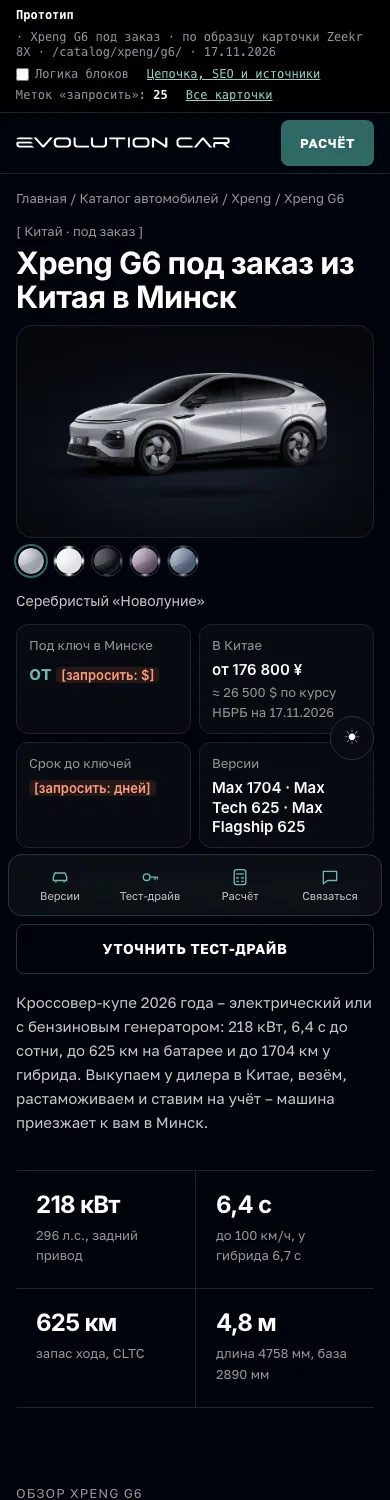 Прототип
· Xpeng G6 под заказ · по образцу карточки Zeekr
8X · /catalog/xpeng/g6/ · 17.11.2026
Логика блоков Цепочка, SEO и источники
Меток «запросить»: 25 Все карточки
EVOLUTION CAR
РАСЧЁТ
Главная / Каталог автомобилей / Xpeng / Xpeng G6
[ Китай · под заказ ]
Xpeng G6 под заказ из
Китая в Минск
Серебристый «Новолуние»
Под ключ в Минске
от [запросить: $]
В Китае
от 176 800 ¥
≈ 26 500 $ по курсу
НБРБ на 17.11.2026
Срок до ключей
[запросить: дней]
Версии
Max 1704 · Max
Tech 625 · Max
Flagship 625
Версии
Тест-драйв
Расчёт
Связаться
УТОЧНИТЬ ТЕСТ-ДРАЙВ
Кроссовер-купе 2026 года – электрический или
с бензиновым генератором: 218 кВт, 6,4 с до
сотни, до 625 км на батарее и до 1704 км у
гибрида. Выкупаем у дилера в Китае, везём,
растаможиваем и ставим на учёт – машина
приезжает к вам в Минск.
218 кВт
296 л.с., задний
привод
6,4 с
до 100 км/ч, у
гибрида 6,7 с
625 км
запас хода, CLTC
4,8 м
длина 4758 мм, база
2890 мм
ОБЗОР XPENG G6